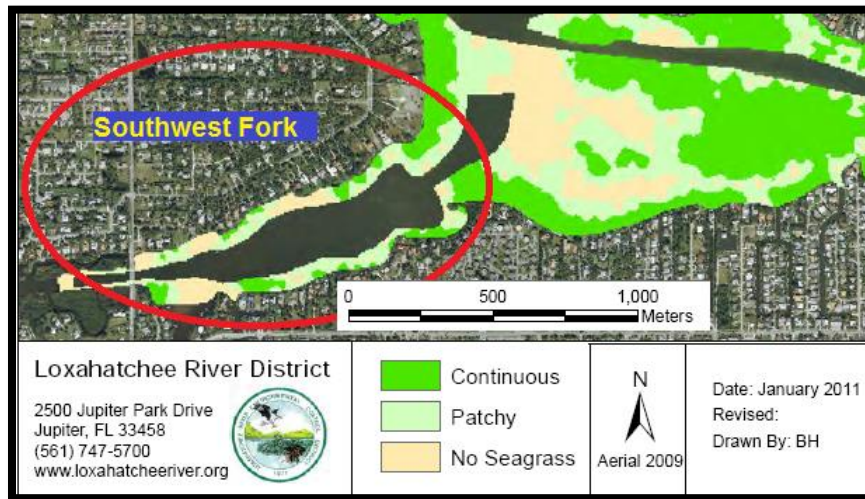 Southwest Fork
0 500 1,000
Meters
Loxahatchee River District
2500 Jupiter Park Drive
Jupiter, FL 33458
(561) 747-5700
www.loxahatcheeriver.org
Continuous
Patchy
No Seagrass
N
Aerial 2009
Date: January 2011
Revised:
Drawn By: BH